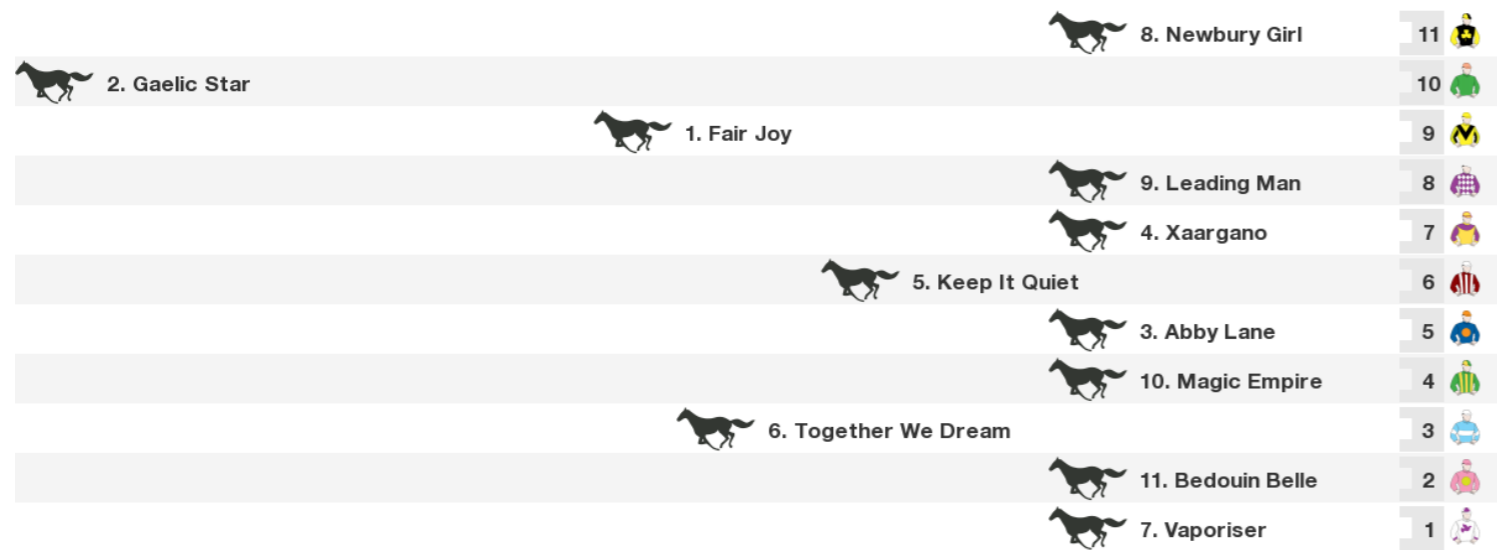 8. Newbury Girl 11
2. Gaelic Star 10
1. Fair Joy 9
9. Leading Man 8
4. Xaargano 7
5. Keep It Quiet 6
3. Abby Lane 5
10. Magic Empire 4
6. Together We Dream 3
11. Bedouin Belle 2
7. Vaporiser 1